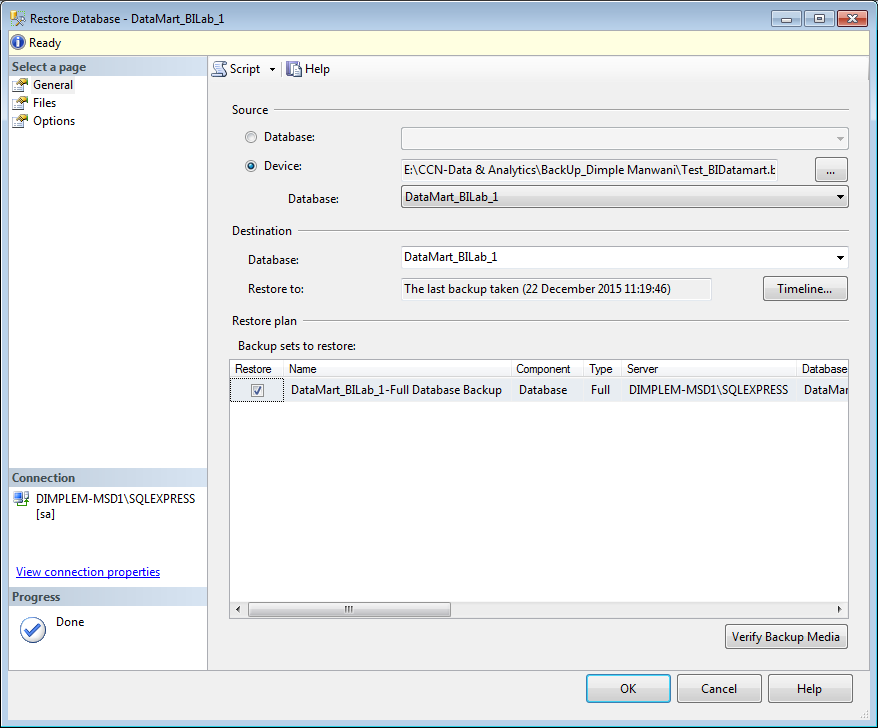 Restore Database - DataMart_BILab_1
Ready
Select a page
General
Files
Options
Script
Help
Source
Database:
Device:
E:\CCN-Data & Analytics\BackUp_Dimple Manwani\Test_BIDatamart.b
...
Database:
DataMart_BILab_1
Destination
Database:
DataMart_BILab_1
Restore to:
The last backup taken (22 December 2015 11:19:46)
Timeline...
Restore plan
Backup sets to restore:
Restore Name Component Type Server Database
DataMart_BILab_1-Full Database Backup Database Full DIMPLEM-MSD1\SQLEXPRESS DataMar
Connection
DIMPLEM-MSD1\SQLEXPRESS
[sa]
View connection properties
Progress
Done
Verify Backup Media
OK
Cancel
Help